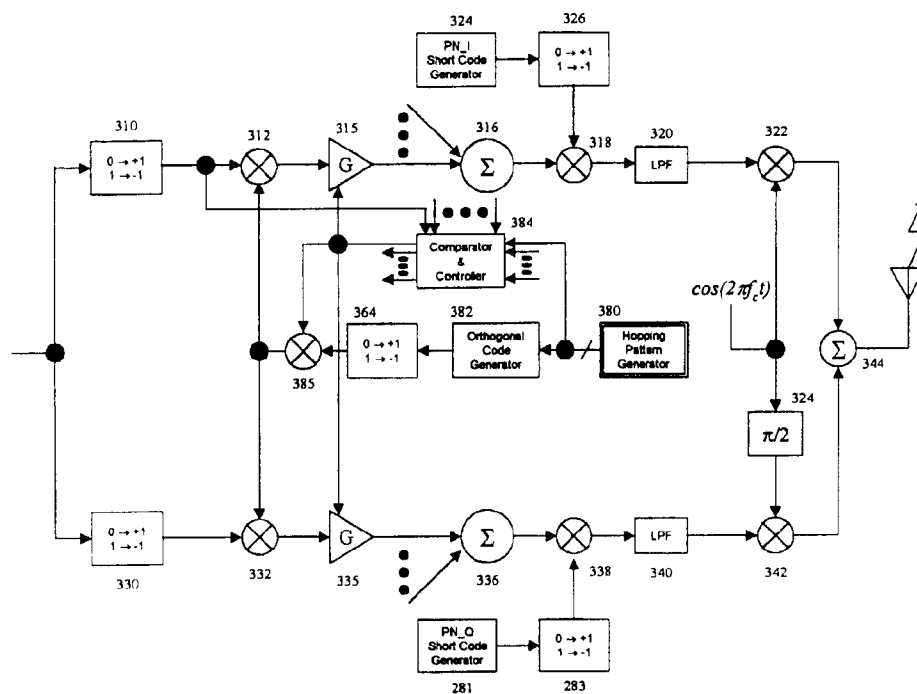 324
326
PN_I
Short Code
Generator
0 → +1
1 → -1
310
312
315
316
318
320
322
0 → +1
1 → -1
G
Σ
LPF
384
Comparator
&
Controller
cos(2πf_c t)
364
382
380
0 → +1
1 → -1
Orthogonal
Code
Generator
Hopping
Pattern
Generator
385
Σ
344
324
π/2
0 → +1
1 → -1
G
Σ
LPF
330
332
335
336
338
340
342
PN_Q
Short Code
Generator
0 → +1
1 → -1
281
283